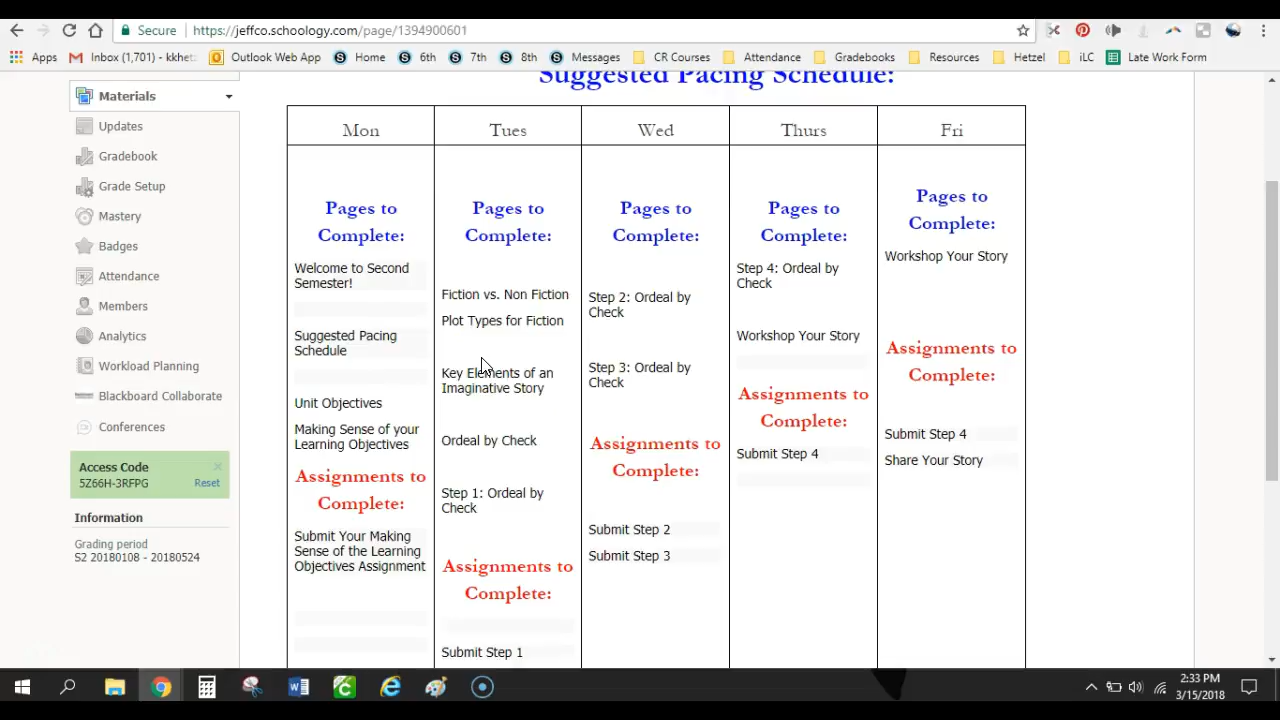 Secure
https://jeffco.schoology.com/page/1394900601
Apps
Inbox (1,701) - kkhet
Outlook Web App
Home
6th
7th
8th
Messages
CR Courses
Attendance
Gradebooks
Resources
Hetzel
iLC
Late Work Form
Materials
Updates
Gradebook
Grade Setup
Mastery
Badges
Attendance
Members
Analytics
Workload Planning
Blackboard Collaborate
Conferences
Access Code
5Z66H-3RFPG
Reset
Information
Grading period
S2 20180108 - 20180524
Suggested Pacing Schedule:
Mon
Tues
Wed
Thurs
Fri
Pages to
Complete:
Welcome to Second
Semester!
Suggested Pacing
Schedule
Unit Objectives
Making Sense of your
Learning Objectives
Assignments to
Complete:
Submit Your Making
Sense of the Learning
Objectives Assignment
Pages to
Complete:
Fiction vs. Non Fiction
Plot Types for Fiction
Key Elements of an
Imaginative Story
Ordeal by Check
Step 1: Ordeal by
Check
Assignments to
Complete:
Submit Step 1
Pages to
Complete:
Step 2: Ordeal by
Check
Step 3: Ordeal by
Check
Assignments to
Complete:
Submit Step 2
Submit Step 3
Pages to
Complete:
Step 4: Ordeal by
Check
Workshop Your Story
Assignments to
Complete:
Submit Step 4
Pages to
Complete:
Workshop Your Story
Assignments to
Complete:
Submit Step 4
Share Your Story
2:33 PM
3/15/2018